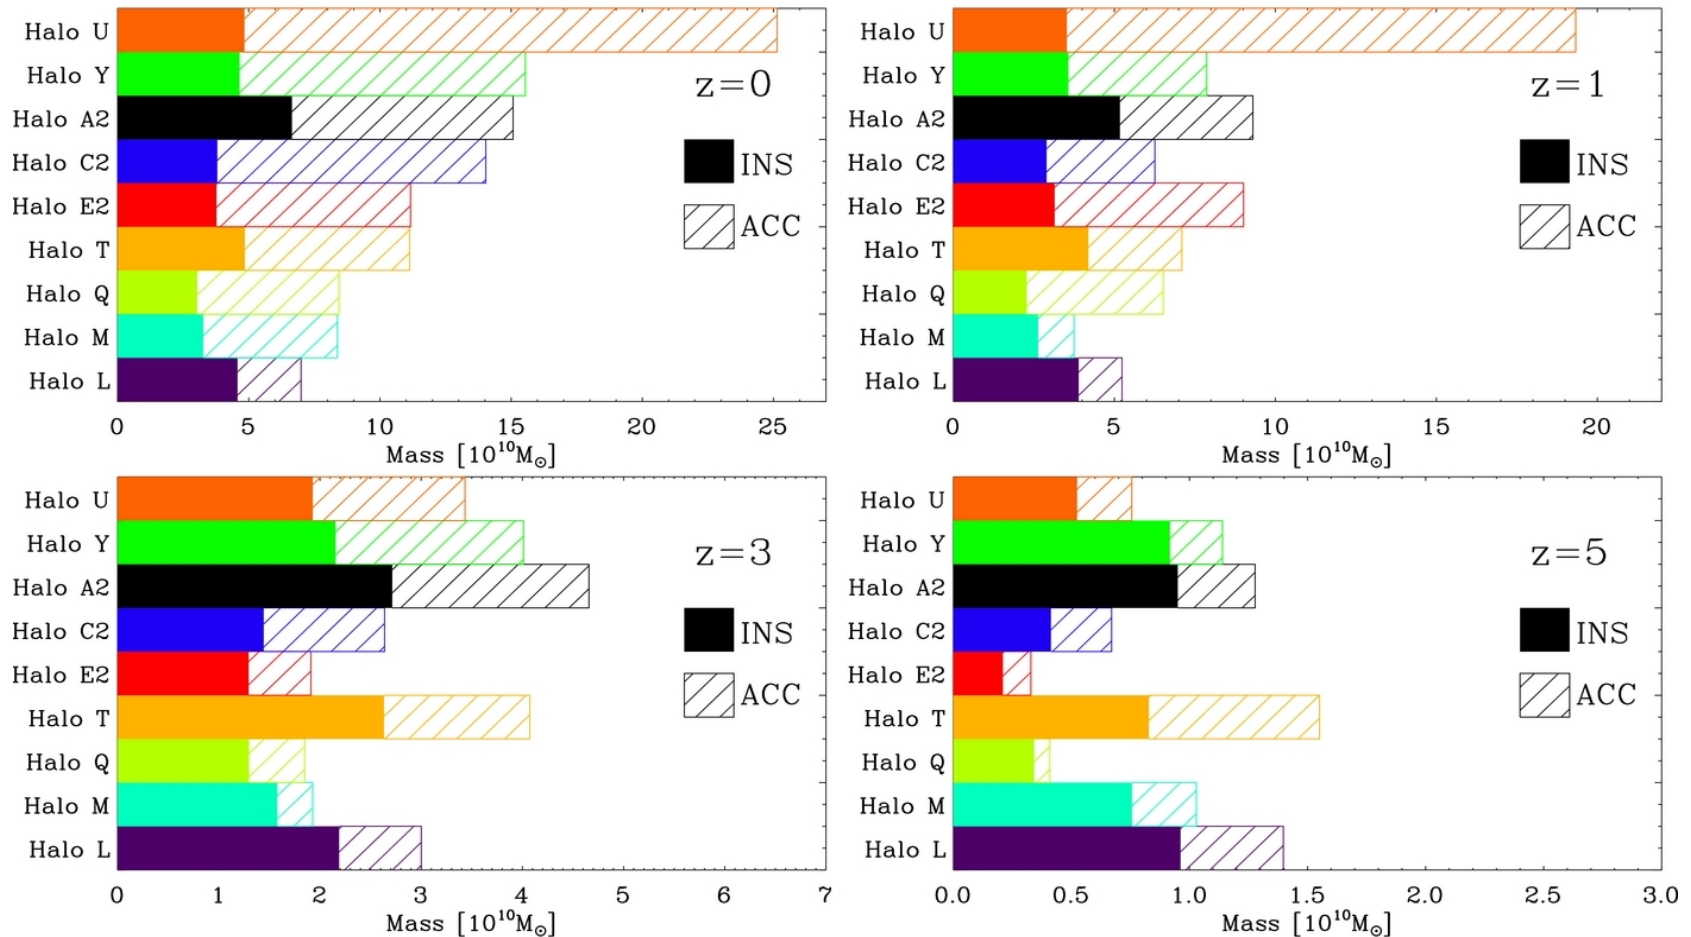 Halo U
Halo Y
Halo A2
Halo C2
Halo E2
Halo T
Halo Q
Halo M
Halo L
z=0
INS
ACC
0 5 10 15 20 25
Mass [10¹⁰M⊙]
Halo U
Halo Y
Halo A2
Halo C2
Halo E2
Halo T
Halo Q
Halo M
Halo L
z=1
INS
ACC
0 5 10 15 20
Mass [10¹⁰M⊙]
Halo U
Halo Y
Halo A2
Halo C2
Halo E2
Halo T
Halo Q
Halo M
Halo L
z=3
INS
ACC
0 1 2 3 4 5 6 7
Mass [10¹⁰M⊙]
Halo U
Halo Y
Halo A2
Halo C2
Halo E2
Halo T
Halo Q
Halo M
Halo L
z=5
INS
ACC
0.0 0.5 1.0 1.5 2.0 2.5 3.0
Mass [10¹⁰M⊙]